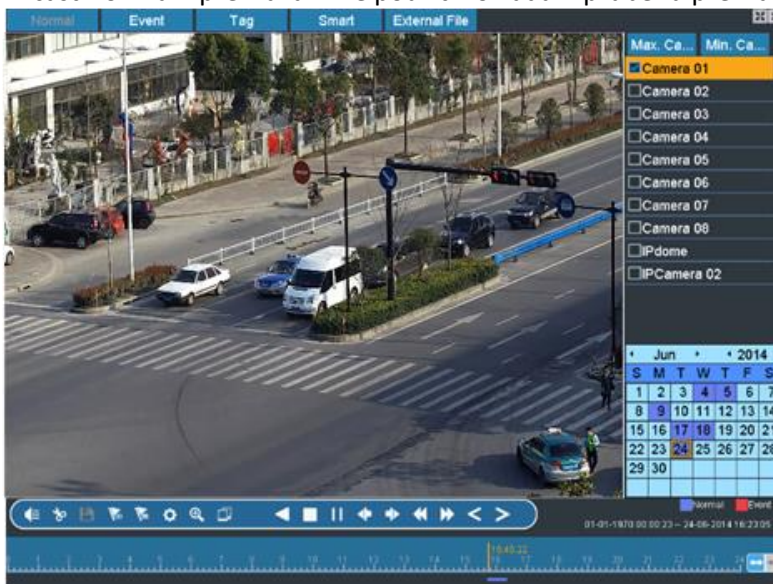 Normal Event Tag Smart External File
Max. Ca... Min. Ca...
Camera 01
Camera 02
Camera 03
Camera 04
Camera 05
Camera 06
Camera 07
Camera 08
IPdome
IPCamera 02
Jun 2014
S M T W T F S
1 2 3 4 5 6 7
8 9 10 11 12 13 14
15 16 17 18 19 20 21
22 23 24 25 26 27 28
29 30
Normal Event
01-01-1970 00:00:23 -- 24-06-2014 16:23:05